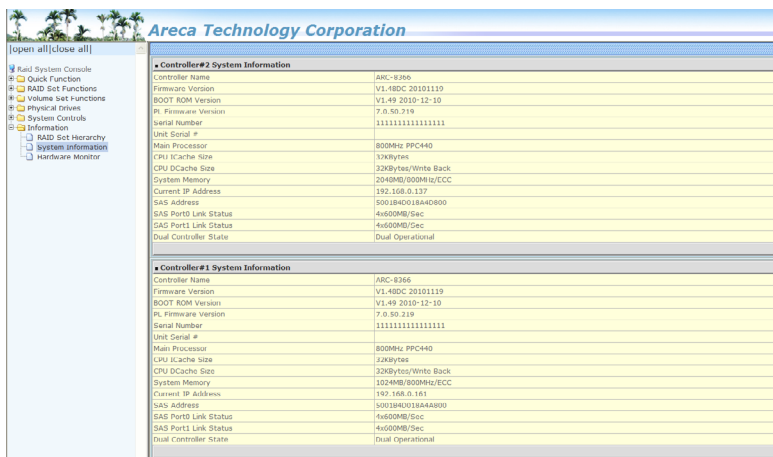 Areca Technology Corporation
|open all|close all|
Raid System Console
Quick Function
RAID Set Functions
Volume Set Functions
Physical Drives
System Controls
Information
RAID Set Hierarchy
System Information
Hardware Monitor
Controller#2 System Information
Controller Name ARC-8366
Firmware Version V1.48DC 20101119
BOOT ROM Version V1.49 2010-12-10
PL Firmware Version 7.0.50.219
Serial Number 1111111111111111
Unit Serial #
Main Processor 800MHz PPC440
CPU ICache Size 32KBytes
CPU DCache Size 32KBytes/Write Back
System Memory 2048MB/800MHz/ECC
Current IP Address 192.168.0.137
SAS Address 5001B4D018A4D800
SAS Port0 Link Status 4x600MB/Sec
SAS Port1 Link Status 4x600MB/Sec
Dual Controller State Dual Operational
Controller#1 System Information
Controller Name ARC-8366
Firmware Version V1.48DC 20101119
BOOT ROM Version V1.49 2010-12-10
PL Firmware Version 7.0.50.219
Serial Number 1111111111111111
Unit Serial #
Main Processor 800MHz PPC440
CPU ICache Size 32KBytes
CPU DCache Size 32KBytes/Write Back
System Memory 1024MB/800MHz/ECC
Current IP Address 192.168.0.161
SAS Address 5001B4D018A4A800
SAS Port0 Link Status 4x600MB/Sec
SAS Port1 Link Status 4x600MB/Sec
Dual Controller State Dual Operational